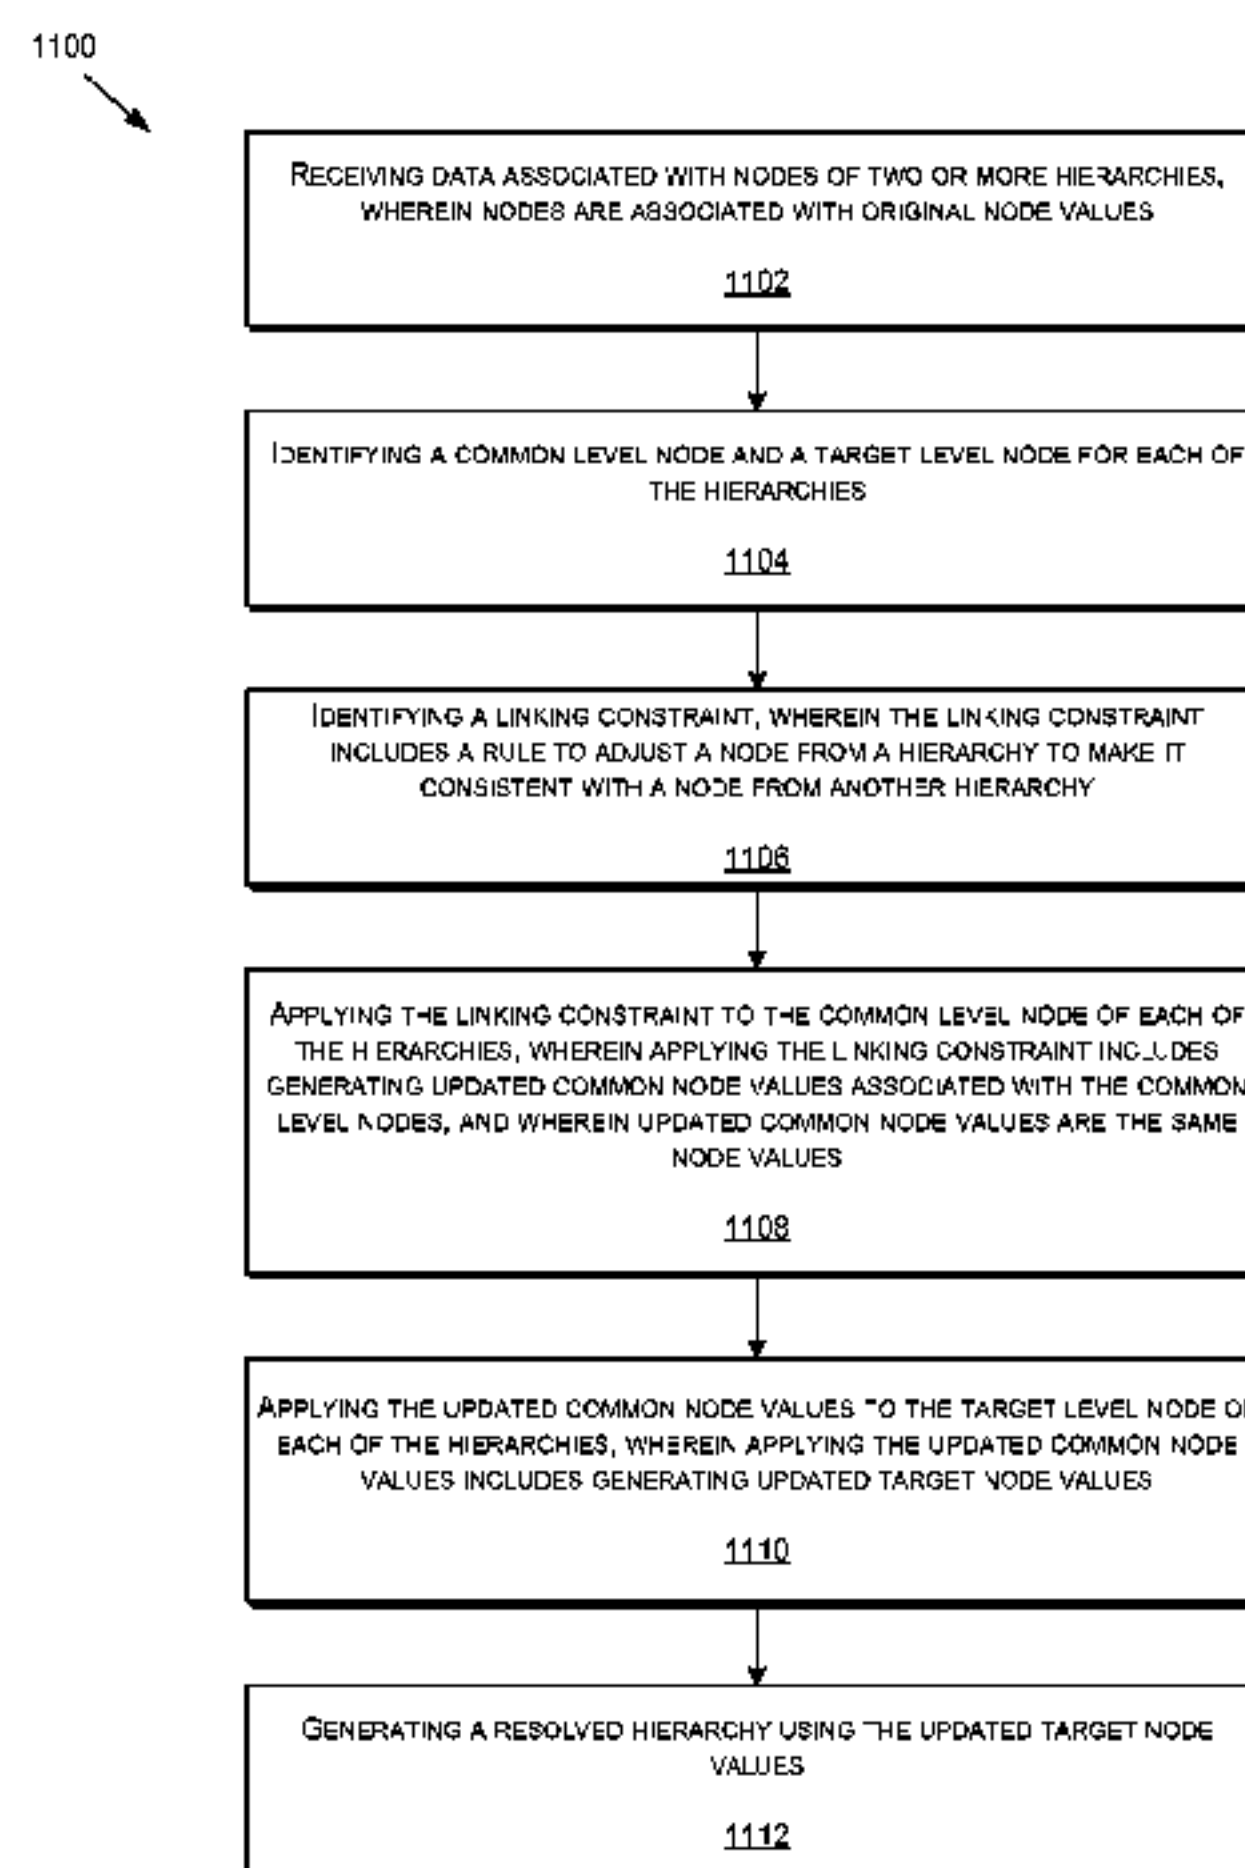 1100
RECEIVING DATA ASSOCIATED WITH NODES OF TWO OR MORE HIERARCHIES,
WHEREIN NODES ARE ASSOCIATED WITH ORIGINAL NODE VALUES
1102
IDENTIFYING A COMMON LEVEL NODE AND A TARGET LEVEL NODE FOR EACH OF
THE HIERARCHIES
1104
IDENTIFYING A LINKING CONSTRAINT, WHEREIN THE LINKING CONSTRAINT
INCLUDES A RULE TO ADJUST A NODE FROM A HIERARCHY TO MAKE IT
CONSISTENT WITH A NODE FROM ANOTHER HIERARCHY
1106
APPLYING THE LINKING CONSTRAINT TO THE COMMON LEVEL NODE OF EACH OF
THE HIERARCHIES, WHEREIN APPLYING THE LINKING CONSTRAINT INCLUDES
GENERATING UPDATED COMMON NODE VALUES ASSOCIATED WITH THE COMMON
LEVEL NODES, AND WHEREIN UPDATED COMMON NODE VALUES ARE THE SAME
NODE VALUES
1108
APPLYING THE UPDATED COMMON NODE VALUES TO THE TARGET LEVEL NODE OF
EACH OF THE HIERARCHIES, WHEREIN APPLYING THE UPDATED COMMON NODE
VALUES INCLUDES GENERATING UPDATED TARGET NODE VALUES
1110
GENERATING A RESOLVED HIERARCHY USING THE UPDATED TARGET NODE
VALUES
1112